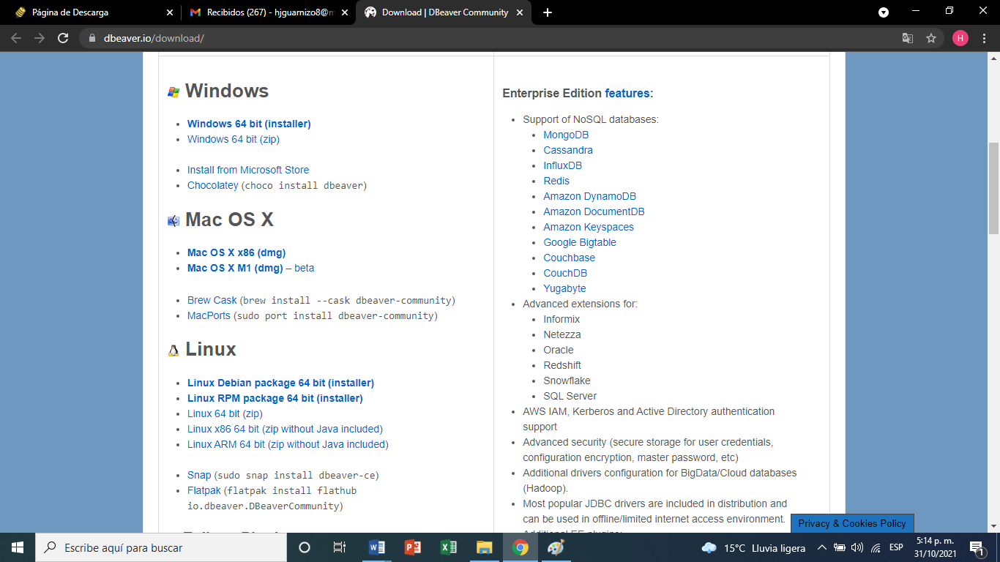 Página de Descarga
Recibidos (267) - hjguarnizo8@m
Download | DBeaver Community
dbeaver.io/download/
H
Windows
Windows 64 bit (installer)
Windows 64 bit (zip)
Install from Microsoft Store
Chocolatey (choco install dbeaver)
Mac OS X
Mac OS X x86 (dmg)
Mac OS X M1 (dmg) – beta
Brew Cask (brew install --cask dbeaver-community)
MacPorts (sudo port install dbeaver-community)
Linux
Linux Debian package 64 bit (installer)
Linux RPM package 64 bit (installer)
Linux 64 bit (zip)
Linux x86 64 bit (zip without Java included)
Linux ARM 64 bit (zip without Java included)
Snap (sudo snap install dbeaver-ce)
Flatpak (flatpak install flathub
io.dbeaver.DBeaverCommunity)
Enterprise Edition features:
Support of NoSQL databases:
MongoDB
Cassandra
InfluxDB
Redis
Amazon DynamoDB
Amazon DocumentDB
Amazon Keyspaces
Google Bigtable
Couchbase
CouchDB
Yugabyte
Advanced extensions for:
Informix
Netezza
Oracle
Redshift
Snowflake
SQL Server
AWS IAM, Kerberos and Active Directory authentication
support
Advanced security (secure storage for user credentials,
configuration encryption, master password, etc)
Additional drivers configuration for BigData/Cloud databases
(Hadoop).
Most popular JDBC drivers are included in distribution and
can be used in offline/limited internet access environment.
Privacy & Cookies Policy
Escribe aquí para buscar
15°C Lluvia ligera
ESP
5:14 p. m.
31/10/2021
1